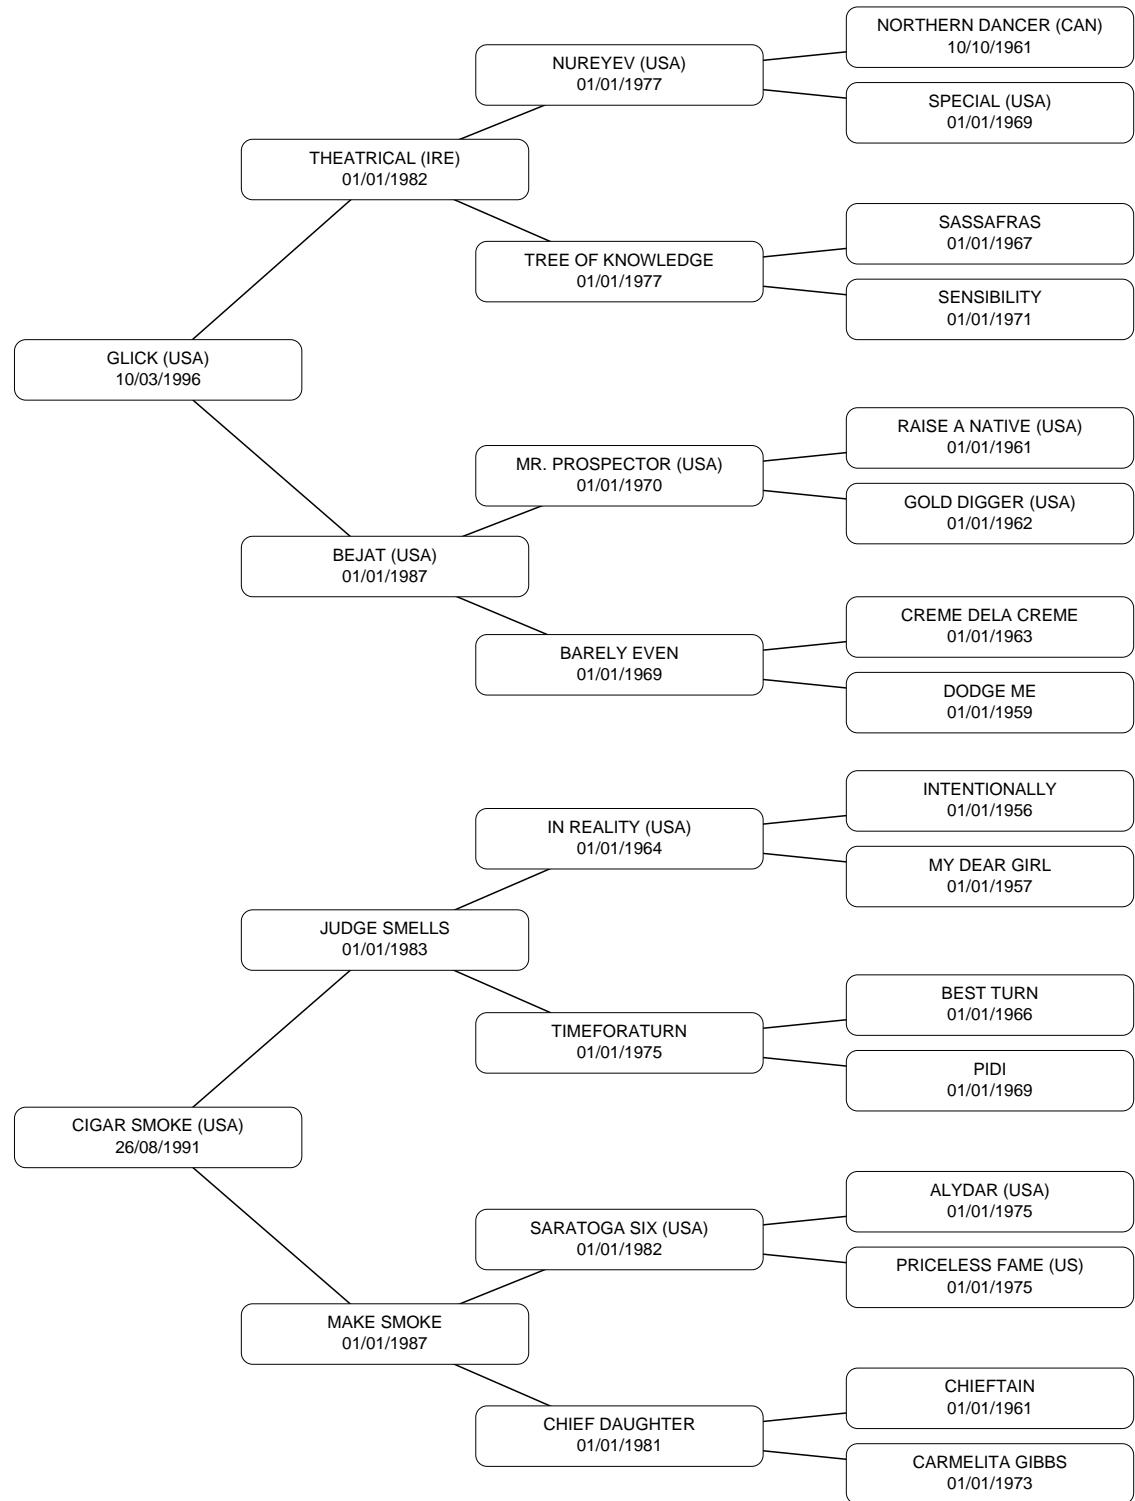 NORTHERN DANCER (CAN)
10/10/1961
NUREYEV (USA)
01/01/1977
SPECIAL (USA)
01/01/1969
THEATRICAL (IRE)
01/01/1982
SASSAFRAS
01/01/1967
TREE OF KNOWLEDGE
01/01/1977
SENSIBILITY
01/01/1971
GLICK (USA)
10/03/1996
RAISE A NATIVE (USA)
01/01/1961
MR. PROSPECTOR (USA)
01/01/1970
GOLD DIGGER (USA)
01/01/1962
BEJAT (USA)
01/01/1987
CREME DELA CREME
01/01/1963
BARELY EVEN
01/01/1969
DODGE ME
01/01/1959
INTENTIONALLY
01/01/1956
IN REALITY (USA)
01/01/1964
MY DEAR GIRL
01/01/1957
JUDGE SMELLS
01/01/1983
BEST TURN
01/01/1966
TIMEFORATURN
01/01/1975
PIDI
01/01/1969
CIGAR SMOKE (USA)
26/08/1991
ALYDAR (USA)
01/01/1975
SARATOGA SIX (USA)
01/01/1982
PRICELESS FAME (US)
01/01/1975
MAKE SMOKE
01/01/1987
CHIEFTAIN
01/01/1961
CHIEF DAUGHTER
01/01/1981
CARMELITA GIBBS
01/01/1973